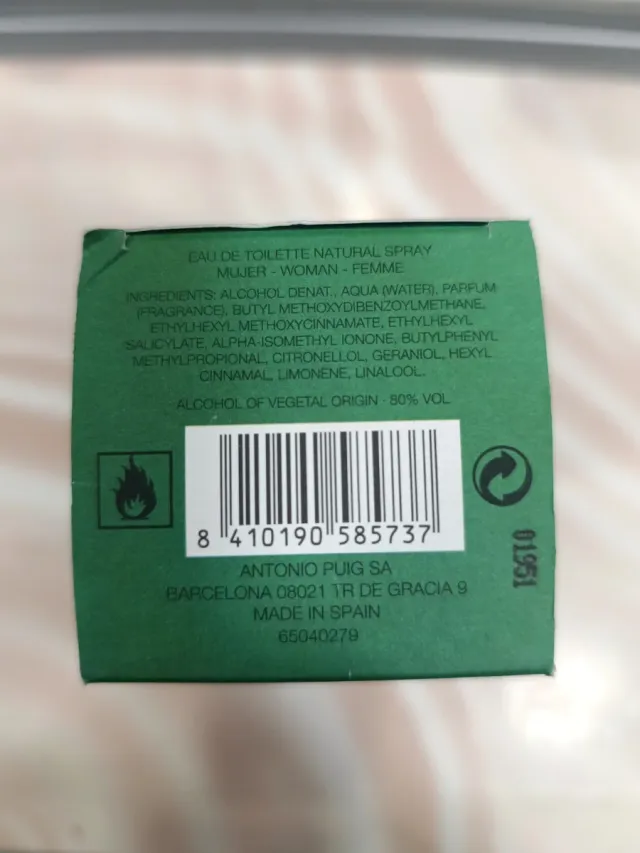 EAU DE TOILETTE NATURAL SPRAY
MUJER - WOMAN - FEMME
INGREDIENTS: ALCOHOL DENAT., AQUA (WATER), PARFUM
(FRAGRANCE), BUTYL METHOXYDIBENZOYLMETHANE,
ETHYLHEXYL METHOXYCINNAMATE, ETHYLHEXYL
SALICYLATE, ALPHA-ISOMETHYL IONONE, BUTYLPHENYL
METHYLPROPIONAL, CITRONELLOL, GERANIOL, HEXYL
CINNAMAL, LIMONENE, LINALOOL.
ALCOHOL OF VEGETAL ORIGIN · 80% VOL
8 410190 585737
01951
ANTONIO PUIG SA
BARCELONA 08021 TR DE GRACIA 9
MADE IN SPAIN
65040279